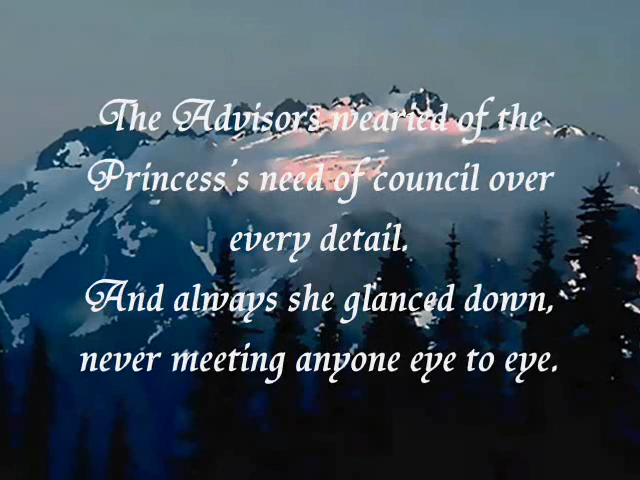 The Advisors wearied of the
Princess's need of council over
every detail.
And always she glanced down,
never meeting anyone eye to eye.